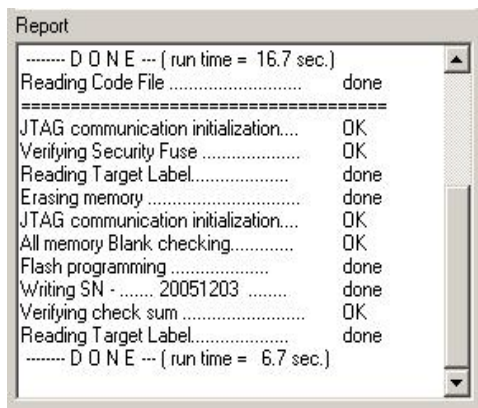 Report
-------- D O N E --- ( run time =  16.7 sec.)
Reading Code File ........................... done
=======================================
JTAG communication initialization.... OK
Verifying Security Fuse .................... OK
Reading Target Label.................... done
Erasing memory ............................... done
JTAG communication initialization.... OK
All memory Blank checking............. OK
Flash programming .................... done
Writing SN - ....... 20051203 ........ done
Verifying check sum ...................... OK
Reading Target Label.................... done
-------- D O N E --- ( run time =   6.7 sec.)